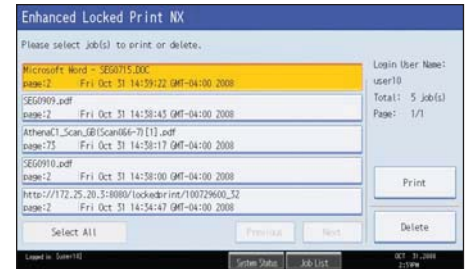 Enhanced Locked Print NX
Please select job(s) to print or delete.
Microsoft Word - SEG0715.DOC
page:2 Fri Oct 31 14:39:22 GMT-04:00 2008
SEG0909.pdf
page:2 Fri Oct 31 14:38:43 GMT-04:00 2008
AthenaC1_Scan_GB(Scan066-7)[1].pdf
page:73 Fri Oct 31 14:38:17 GMT-04:00 2008
SEG0910.pdf
page:2 Fri Oct 31 14:38:00 GMT-04:00 2008
http://172.25.20.3:8080/lockedprint/100729600_32
page:2 Fri Oct 31 14:34:47 GMT-04:00 2008
Login User Name:
user10
Total: 5 job(s)
Page: 1/1
Print
Select All
Previous
Next
Delete
System Status
Job List
OCT 31,2008